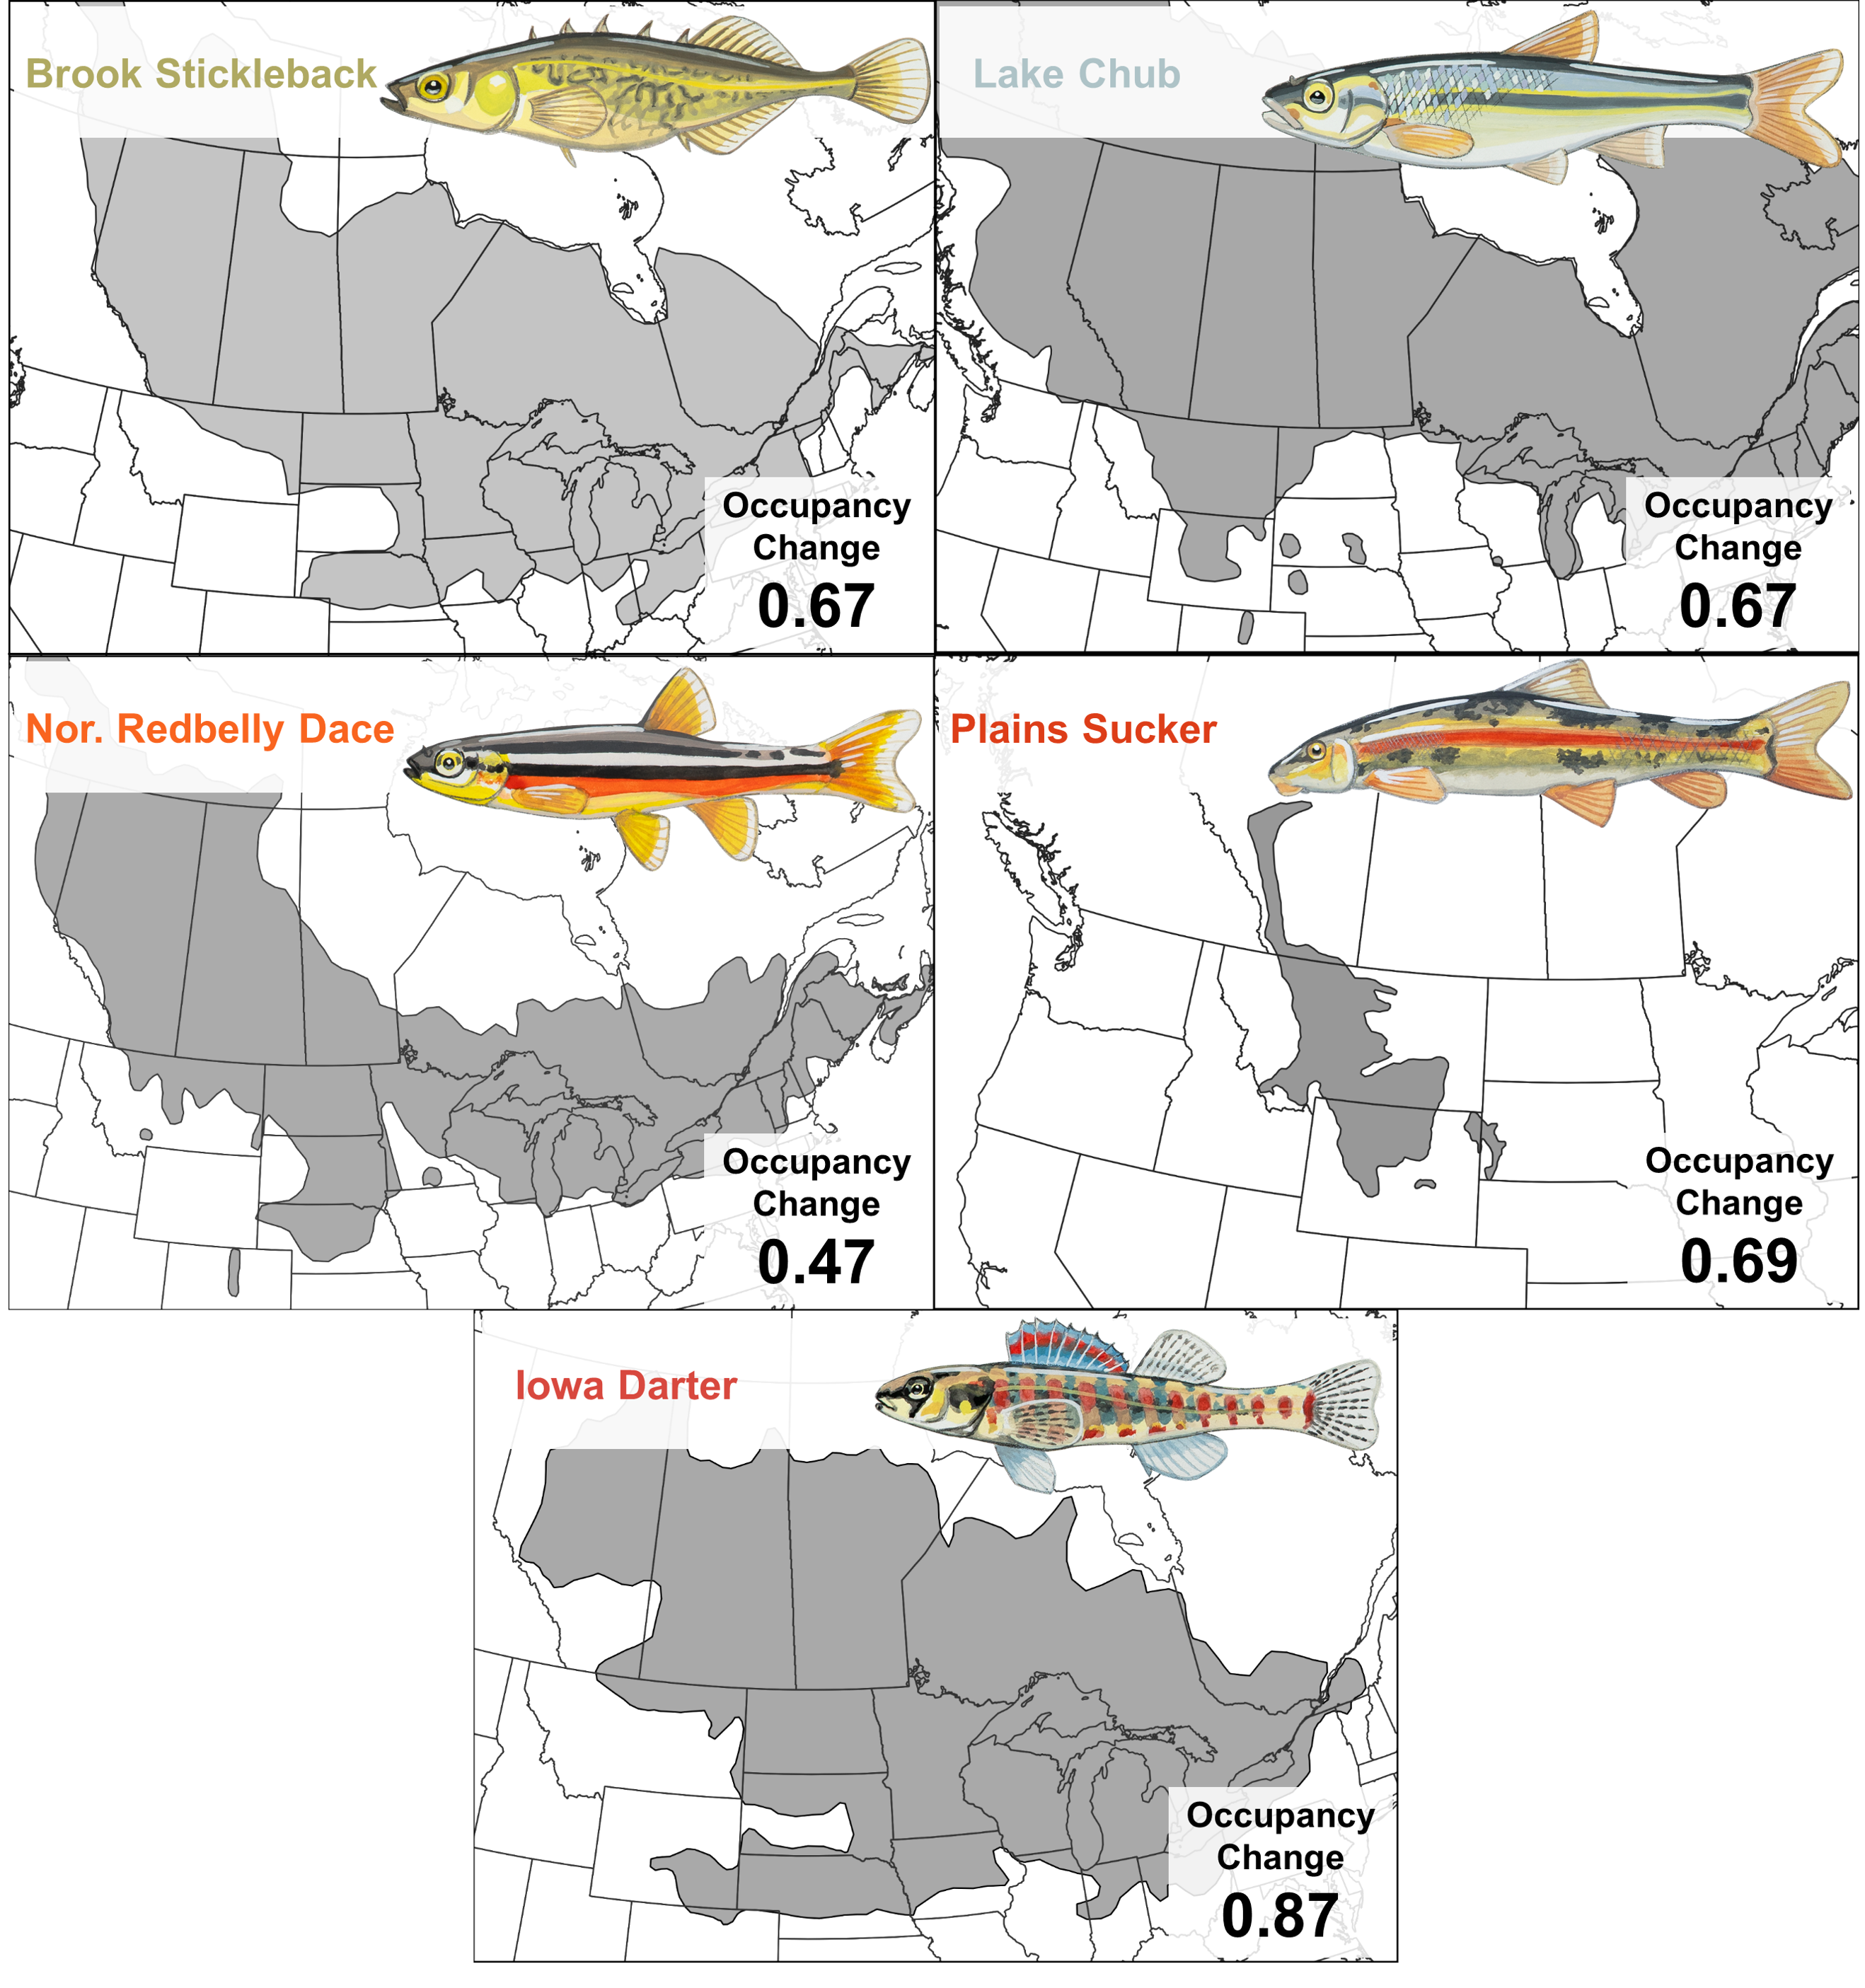 Brook Stickleback
Occupancy
Change
0.67
Lake Chub
Occupancy
Change
0.67
Nor. Redbelly Dace
Occupancy
Change
0.47
Plains Sucker
Occupancy
Change
0.69
Iowa Darter
Occupancy
Change
0.87